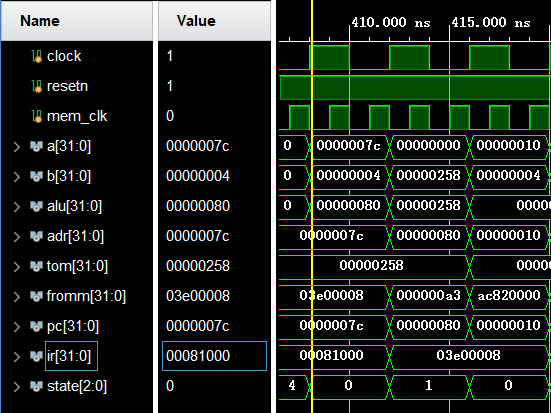 Name Value 410.000 ns 415.000 ns
clock 1
resetn 1
mem_clk 0
a[31:0] 0000007c 0 0000007c 00000000 00000010
b[31:0] 00000004 0 00000004 00000258 00000004
alu[31:0] 00000080 0 00000080 00000258 0000
adr[31:0] 0000007c 0000007c 00000080 00000010
tom[31:0] 00000258 00000258 0000
fromm[31:0] 03e00008 03e00008 000000a3 ac820000
pc[31:0] 0000007c 0000007c 00000080 00000010
ir[31:0] 00081000 00081000 03e00008
state[2:0] 0 4 0 1 0